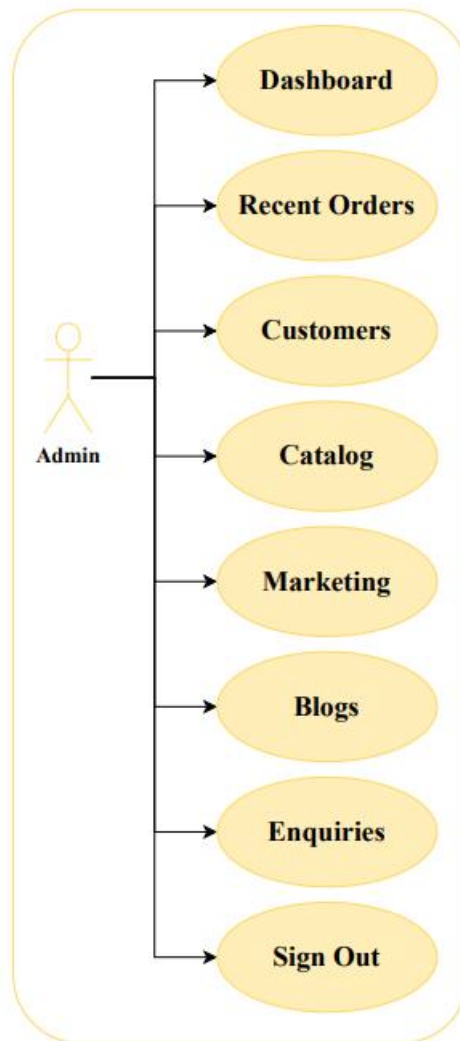 Dashboard
Recent Orders
Customers
Admin
Catalog
Marketing
Blogs
Enquiries
Sign Out